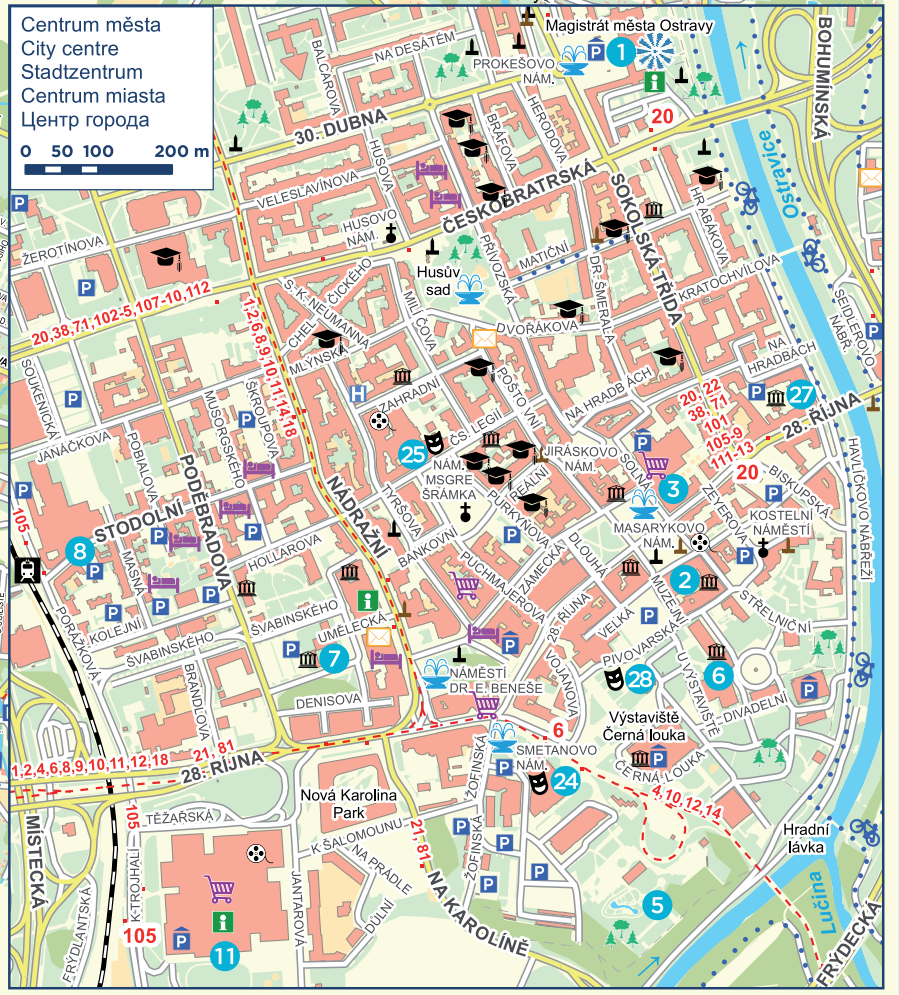 Centrum města
City centre
Stadtzentrum
Centrum miasta
Центр города
0 50 100 200 m
Magistrát města Ostravy
1
PROKEŠOVO
NÁM.
NA DESÁTÉM
BALCAROVA
BOHUMÍNSKÁ
30. DUBNA
HUSOVA
BRÁFOVA
HERODOVA
20
Ostravice
VELESLAVÍNOVA
ČESKOBRATRSKÁ
SOKOLSKÁ TŘÍDA
HRABÁKOVA
HUSOVO
NÁM.
ŽEROTÍNOVA
PŘÍVOZSKÁ
MATIČNÍ
Husův
sad
DR. ŠMERALA
KRATOCHVÍLOVA
20,38,71,102-5,107-10,112
1,2,6,8,9,10,11,14,18
S. K. NEUMANNA
ČICKÉHO
CHEL
MILÍČOVA
DVOŘÁKOVA
SEIDLEROVO
NÁBŘ.
MLÝNSKÁ
SOUKENICKÁ
ŠKROUPOVA
MUSORGSKÉHO
H
ZAHRADNÍ
POŠTOVNÍ
NA HRADBÁCH
NA
HRADBÁCH
20, 22
38, 71
101
105-9
111-13
20
27
28. ŘÍJNA
JANÁČKOVA
POBIALOVA
PODĚBRADOVA
25
ČS. LEGIÍ
JIRÁSKOVO
NÁM.
SOLNÁ
3
NÁM.
MSGRE
ŠRÁMKA
REÁLNÍ
PURKYŇOVA
ZEYEROVA
BISKUPSKÁ
KOSTELNÍ
NÁMĚSTÍ
HAVLÍČKOVO NÁBŘEŽÍ
105
STODOLNÍ
NÁDRAŽNÍ
TYRŠOVA
MASARYKOVO
NÁM.
8
MASNÁ
HOLLAROVA
BANKOVNÍ
ZÁMECKÁ
DLOUHÁ
PUCHMAJEROVA
2
MUZEJNÍ
STŘELNIČNÍ
PORÁŽKOVÁ
KOLEJNÍ
ŠVABINSKÉHO
ŠVABINSKÉHO
UMĚLECKÁ
28. ŘÍJNA
VELKÁ
PIVOVARSKÁ
7
BRANDLOVA
DENISOVA
NÁMĚSTÍ
DR. E. BENEŠE
VOJANOVA
28
6
U VÝSTAVIŠTĚ
DIVADELNÍ
Výstaviště
Černá louka
ČERNÁ LOUKA
6
1,2,4,6,8,9,10,11,12,18
21, 81
28. ŘÍJNA
SMETANOVO
NÁM.
24
ŽOFINSKÁ
ŽOFINSKÁ
4,10,12,14
Nová Karolina
Park
MÍSTECKÁ
105
TĚŽAŘSKÁ
K TROJHALÍ
K ŠALOMOUNU
NA PRÁDLE
DŮLNÍ
JANTAROVÁ
21, 81
NA KAROLÍNĚ
Hradní
lávka
Lučina
FRÝDLANTSKÁ
105
11
5
FRÝDECKÁ